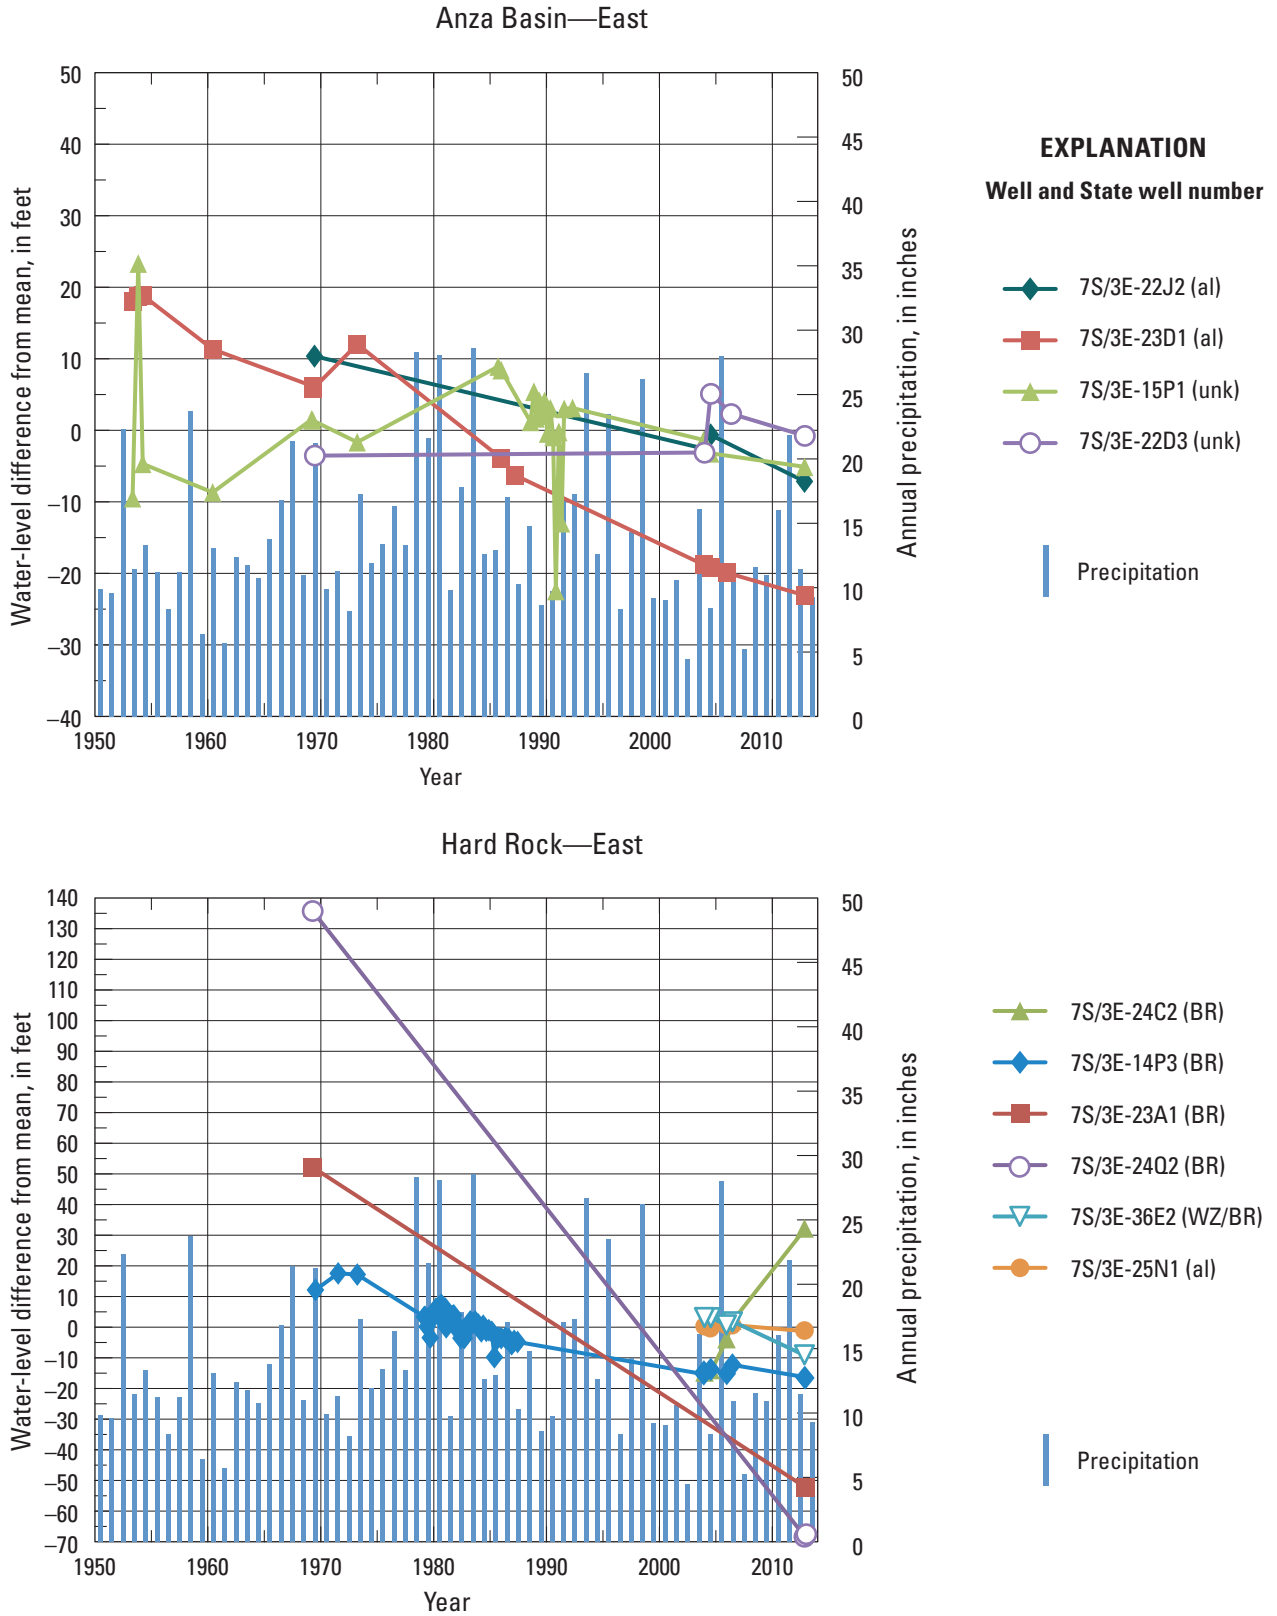 Anza Basin—East
50
40
30
20
10
0
–10
–20
–30
–40
Water-level difference from mean, in feet
50
45
40
35
30
25
20
15
10
5
0
Annual precipitation, in inches
1950 1960 1970 1980 1990 2000 2010
Year
EXPLANATION
Well and State well number
7S/3E-22J2 (al)
7S/3E-23D1 (al)
7S/3E-15P1 (unk)
7S/3E-22D3 (unk)
Precipitation
Hard Rock—East
140
130
120
110
100
90
80
70
60
50
40
30
20
10
0
–10
–20
–30
–40
–50
–60
–70
Water-level difference from mean, in feet
50
45
40
35
30
25
20
15
10
5
0
Annual precipitation, in inches
1950 1960 1970 1980 1990 2000 2010
Year
7S/3E-24C2 (BR)
7S/3E-14P3 (BR)
7S/3E-23A1 (BR)
7S/3E-24Q2 (BR)
7S/3E-36E2 (WZ/BR)
7S/3E-25N1 (al)
Precipitation